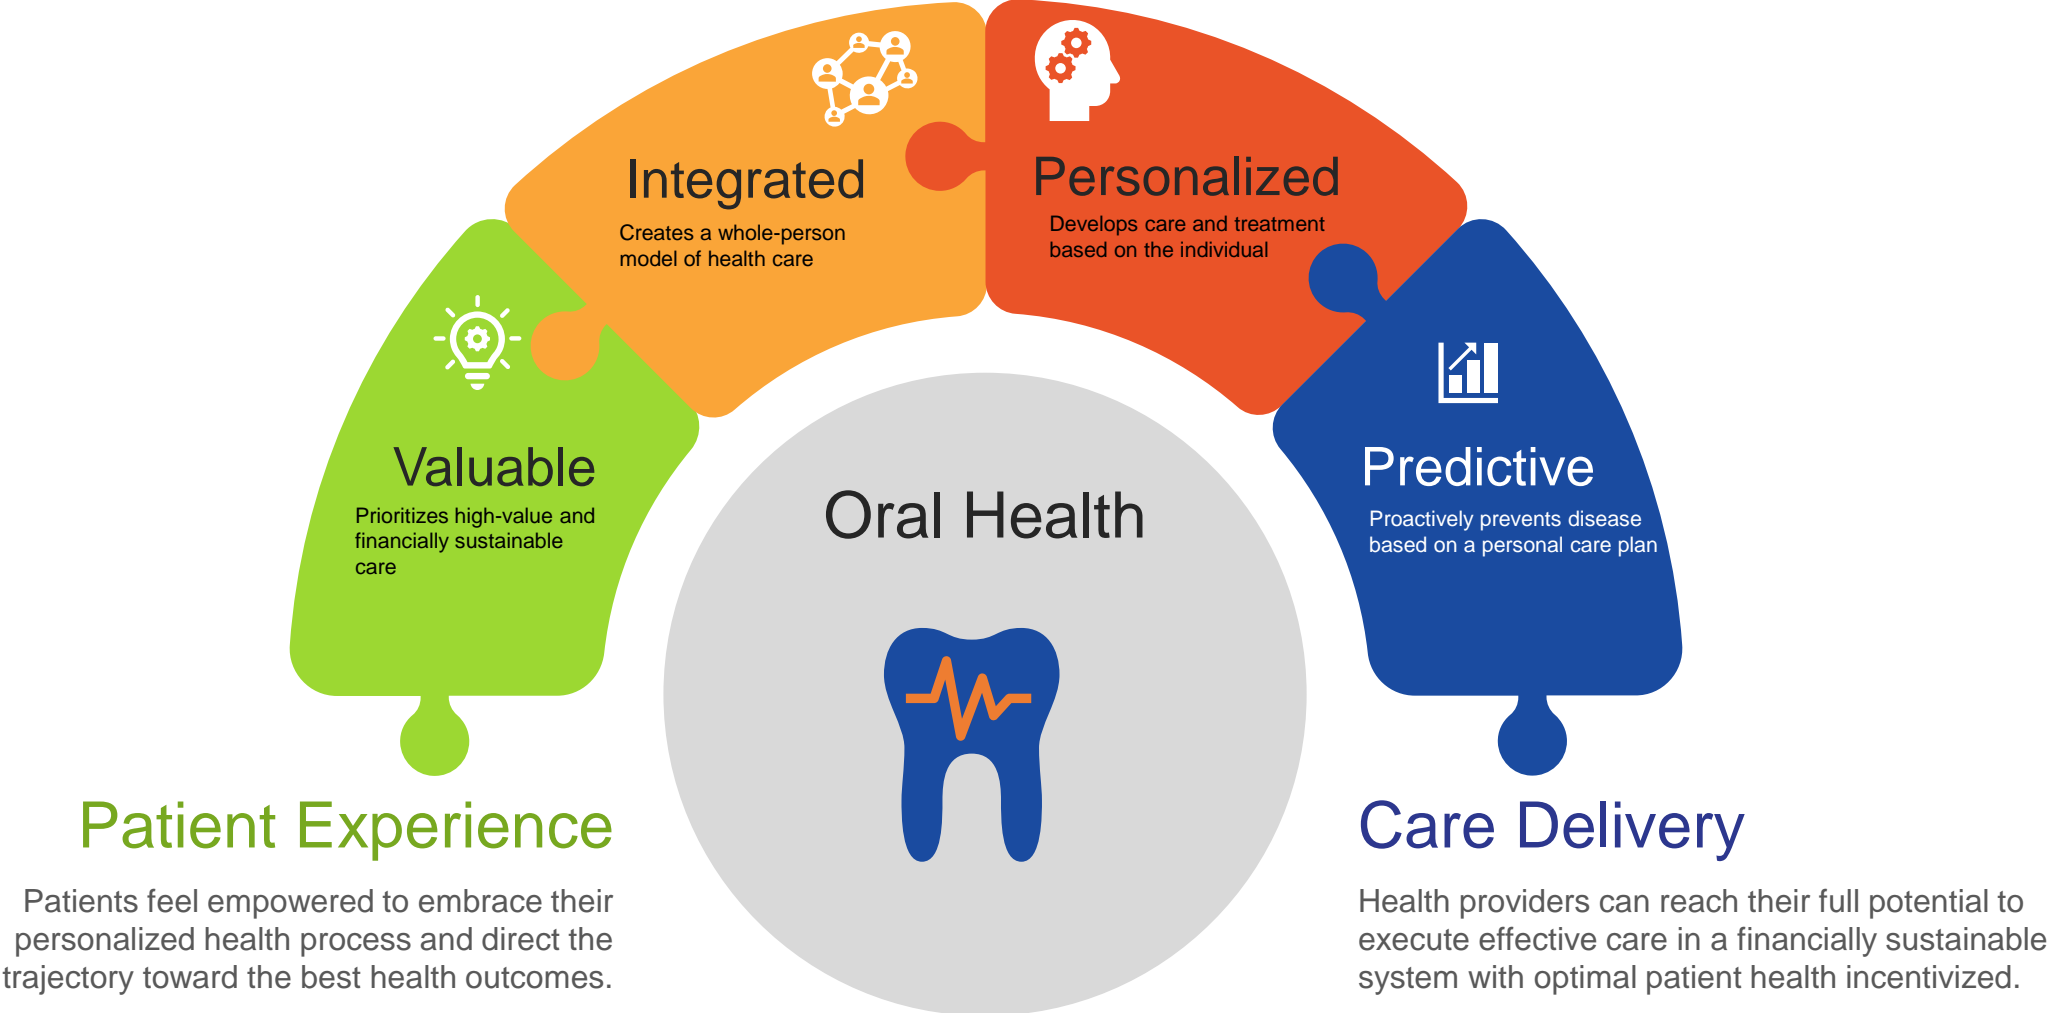 Integrated
Creates a whole-person
model of health care
Personalized
Develops care and treatment
based on the individual
Valuable
Prioritizes high-value and
financially sustainable
care
Predictive
Proactively prevents disease
based on a personal care plan
Oral Health
Patient Experience
Patients feel empowered to embrace their
personalized health process and direct the
trajectory toward the best health outcomes.
Care Delivery
Health providers can reach their full potential to
execute effective care in a financially sustainable
system with optimal patient health incentivized.